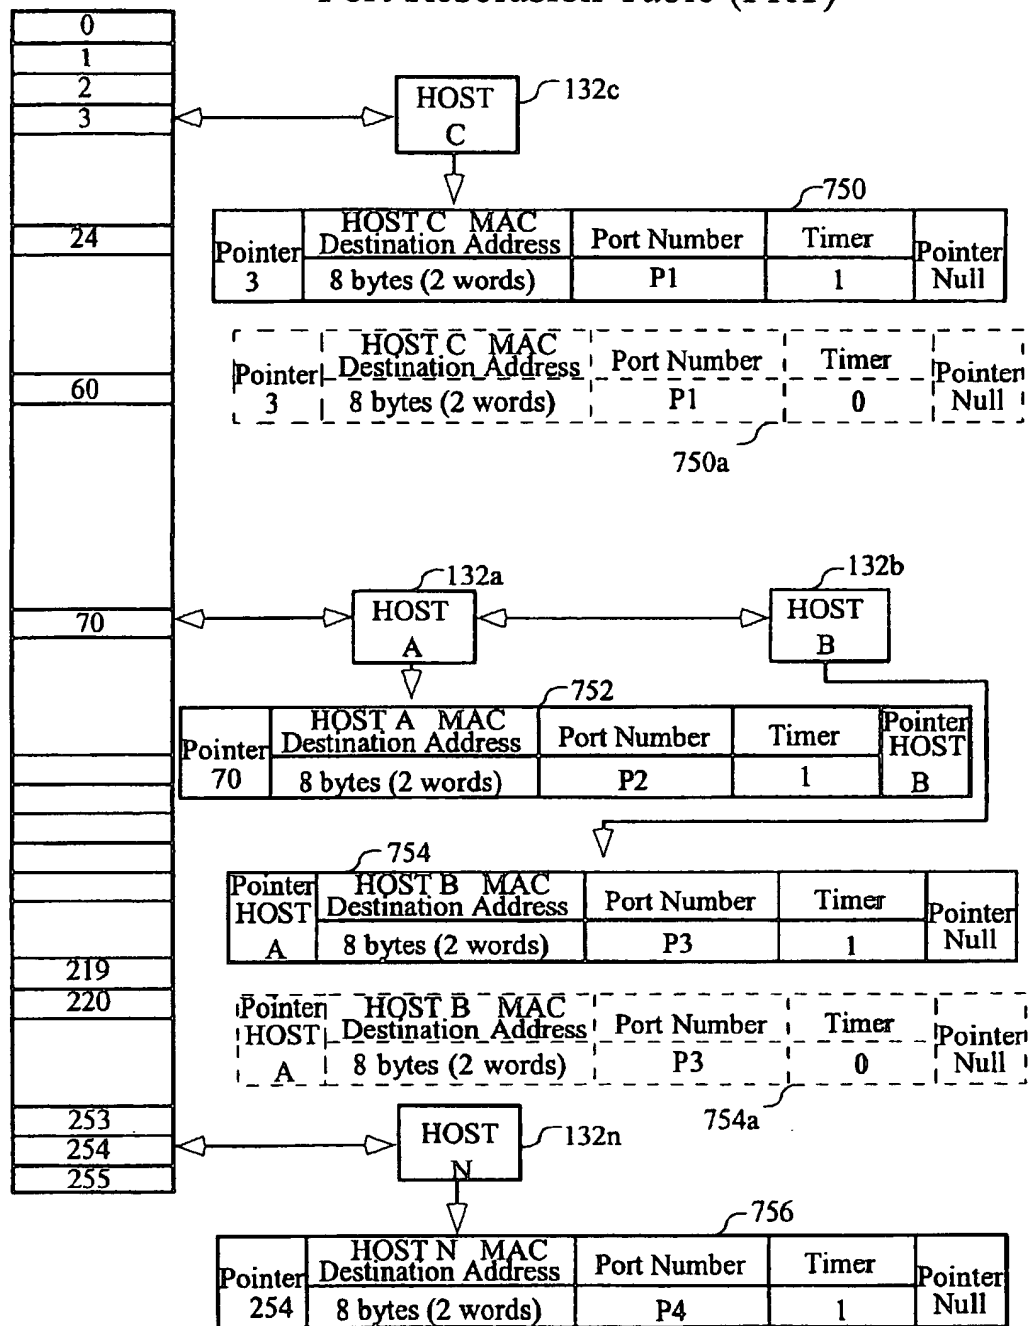 0
1
2
3
24
60
70
219
220
253
254
255
HOST
C
132c
750
Pointer
3
HOST C MAC
Destination Address
8 bytes (2 words)
Port Number
P1
Timer
1
Pointer
Null
Pointer
3
HOST C MAC
Destination Address
8 bytes (2 words)
Port Number
P1
Timer
0
Pointer
Null
750a
132a
HOST
A
132b
HOST
B
752
Pointer
70
HOST A MAC
Destination Address
8 bytes (2 words)
Port Number
P2
Timer
1
Pointer
HOST
B
754
Pointer
HOST
A
HOST B MAC
Destination Address
8 bytes (2 words)
Port Number
P3
Timer
1
Pointer
Null
Pointer
HOST
A
HOST B MAC
Destination Address
8 bytes (2 words)
Port Number
P3
Timer
0
Pointer
Null
754a
HOST
N
132n
756
Pointer
254
HOST N MAC
Destination Address
8 bytes (2 words)
Port Number
P4
Timer
1
Pointer
Null